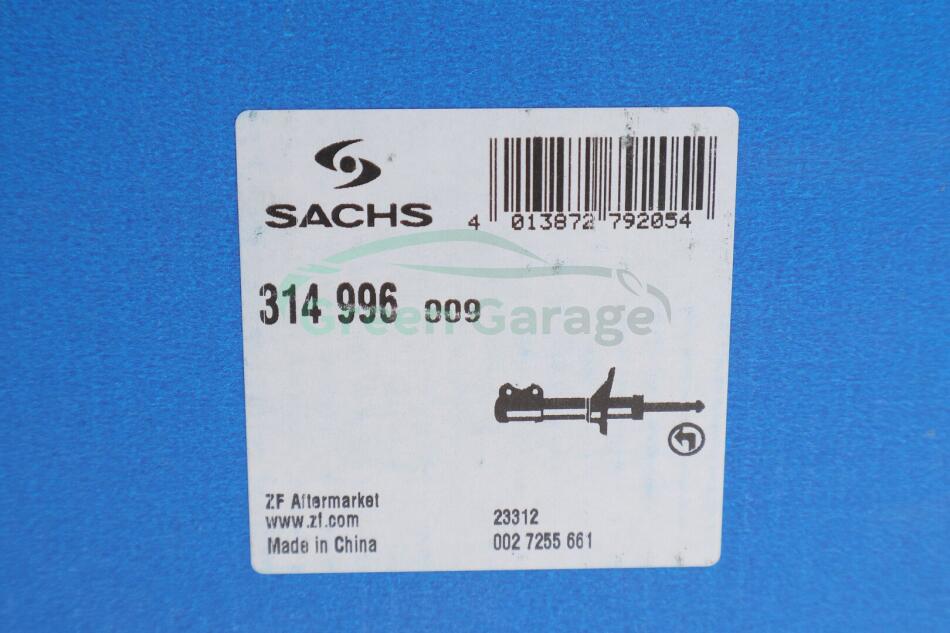 SACHS
4 013872 792054
314 996 009
Green Garage
ZF Aftermarket
www.zf.com
Made in China
23312
002 7255 661